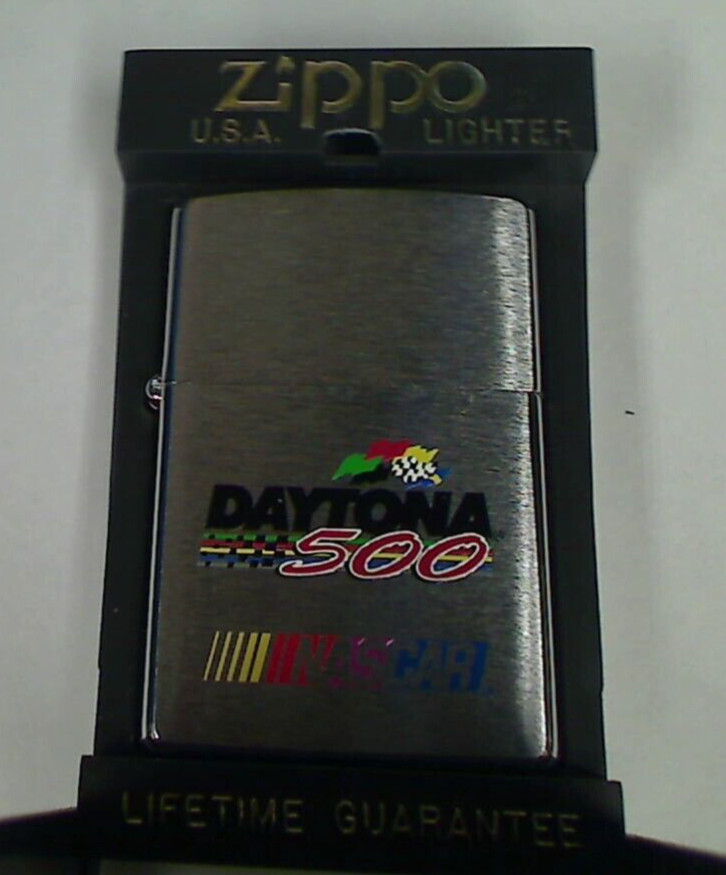 zippo
U.S.A. LIGHTER
DAYTONA
500
NASCAR
LIFETIME GUARANTEE